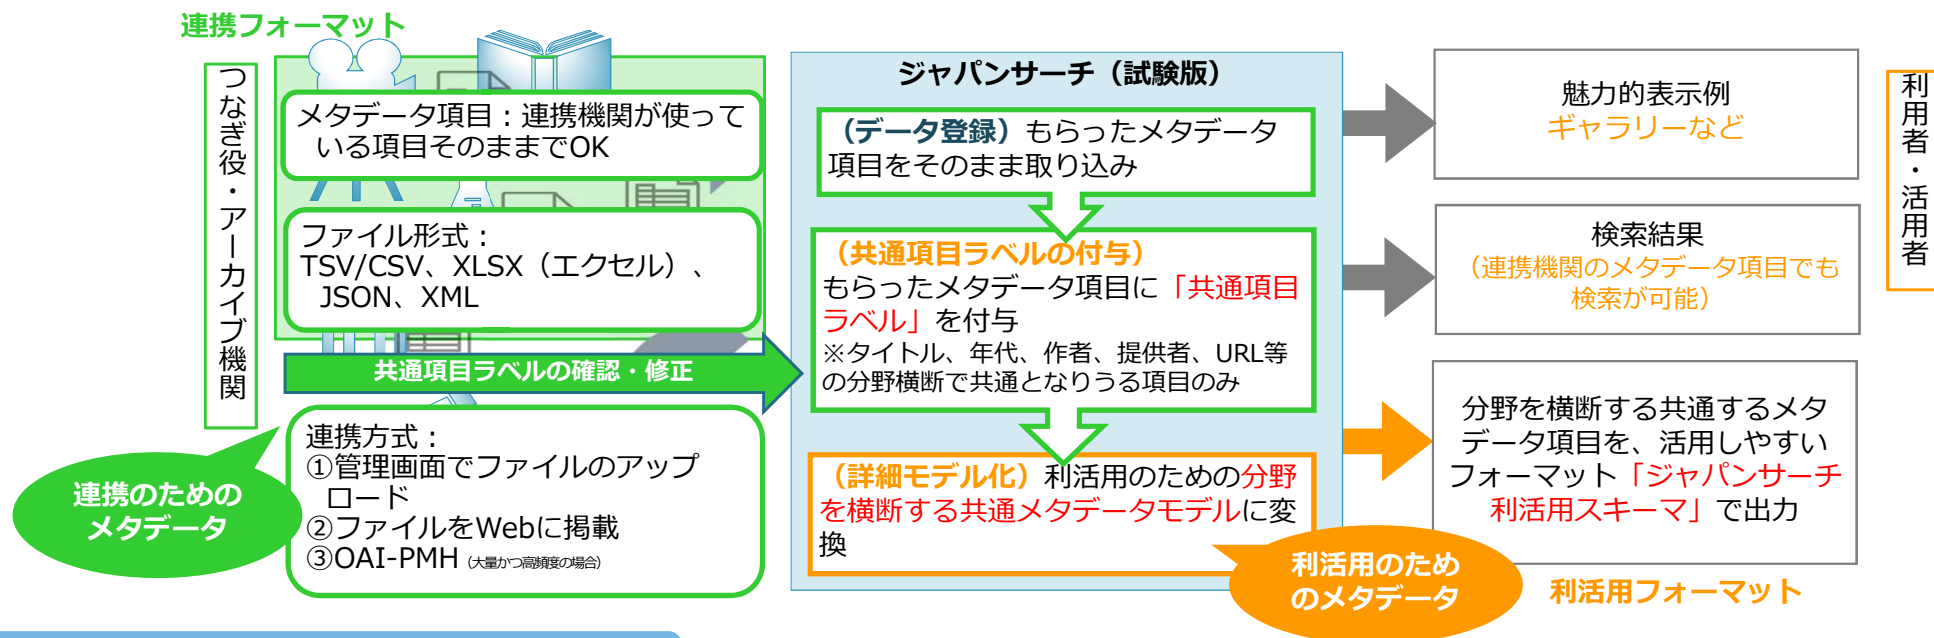 連携フォーマット
つなぎ役・アーカイブ機関
メタデータ項目：連携機関が使って
いる項目そのままでOK
ファイル形式：
TSV/CSV、XLSX（エクセル）、
JSON、XML
共通項目ラベルの確認・修正
連携方式：
①管理画面でファイルのアップ
ロード
②ファイルをWebに掲載
③OAI-PMH（大量かつ高頻度の場合）
連携のための
メタデータ
ジャパンサーチ（試験版）
（データ登録）もらったメタデータ
項目をそのまま取り込み
（共通項目ラベルの付与）
もらったメタデータ項目に「共通項目
ラベル」を付与
※タイトル、年代、作者、提供者、URL等
の分野横断で共通となりうる項目のみ
（詳細モデル化）利活用のための分野
を横断する共通メタデータモデルに変
換
利活用のため
のメタデータ
魅力的表示例
ギャラリーなど
検索結果
（連携機関のメタデータ項目でも
検索が可能）
分野を横断する共通するメタ
データ項目を、活用しやすい
フォーマット「ジャパンサーチ
利活用スキーマ」で出力
利活用フォーマット
利用者・活用者